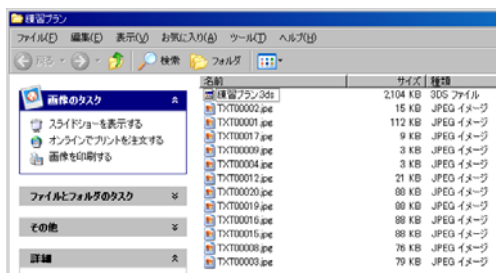 練習プラン
ファイル(F) 編集(E) 表示(V) お気に入り(A) ツール(T) ヘルプ(H)
戻る 検索 フォルダ
名前 サイズ 種類
練習プラン3ds 2,104 KB 3DS ファイル
TXT00002.jpe 15 KB JPEG イメージ
TXT00001.jpe 112 KB JPEG イメージ
TXT00017.jpe 9 KB JPEG イメージ
TXT00009.jpe 3 KB JPEG イメージ
TXT00004.jpe 3 KB JPEG イメージ
TXT00012.jpe 21 KB JPEG イメージ
TXT00020.jpe 88 KB JPEG イメージ
TXT00019.jpe 88 KB JPEG イメージ
TXT00016.jpe 88 KB JPEG イメージ
TXT00015.jpe 88 KB JPEG イメージ
TXT00008.jpe 76 KB JPEG イメージ
TXT00003.jpe 79 KB JPEG イメージ
画像のタスク
スライドショーを表示する
オンラインでプリントを注文する
画像を印刷する
ファイルとフォルダのタスク
その他
詳細